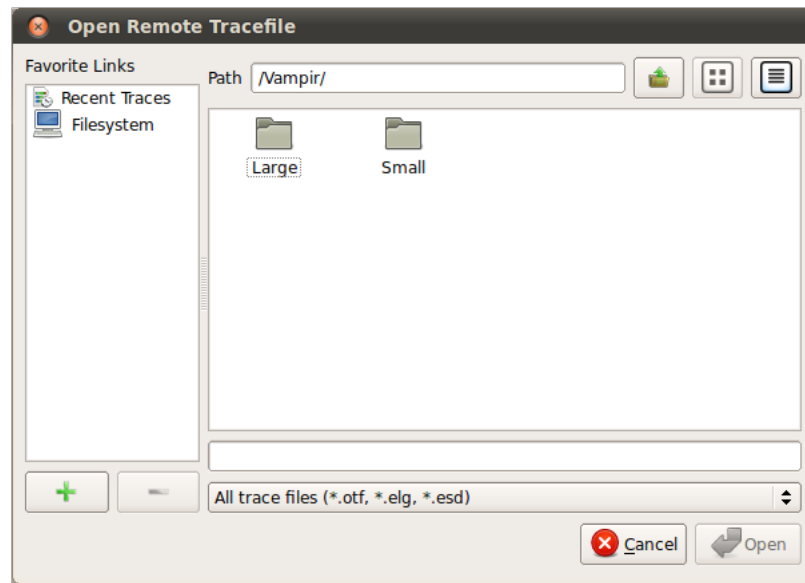 Open Remote Tracefile
Favorite Links
Recent Traces
Filesystem
Path /Vampir/
Large
Small
All trace files (*.otf, *.elg, *.esd)
Cancel
Open